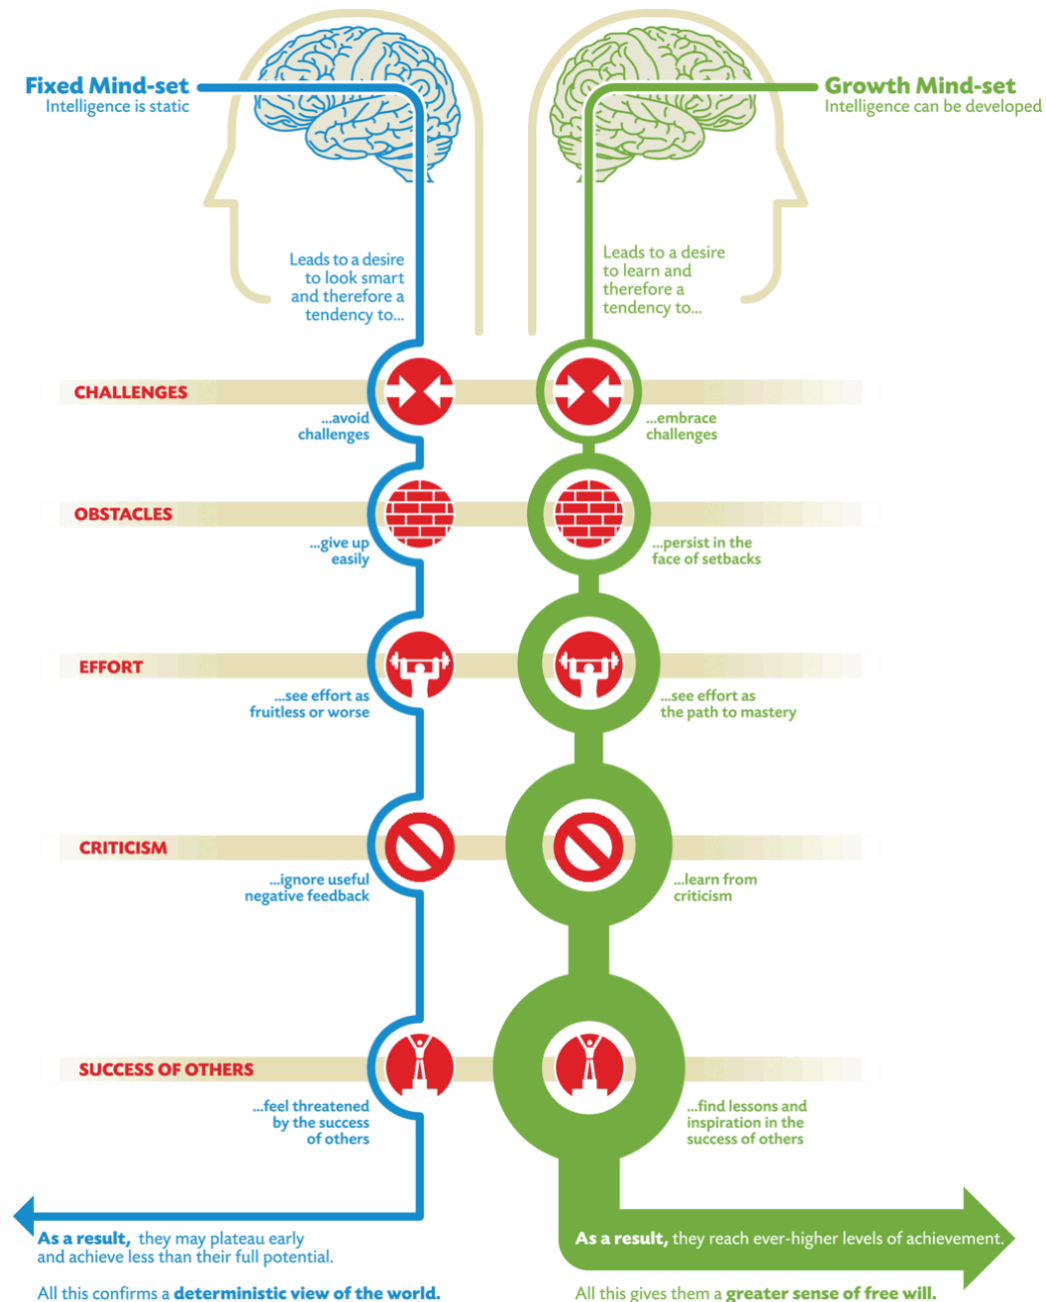 Fixed Mind-set
Intelligence is static
Growth Mind-set
Intelligence can be developed
Leads to a desire
to look smart
and therefore a
tendency to...
Leads to a desire
to learn and
therefore a
tendency to...
CHALLENGES
...avoid
challenges
...embrace
challenges
OBSTACLES
...give up
easily
...persist in the
face of setbacks
EFFORT
...see effort as
fruitless or worse
...see effort as
the path to mastery
CRITICISM
...ignore useful
negative feedback
...learn from
criticism
SUCCESS OF OTHERS
...feel threatened
by the success
of others
...find lessons and
inspiration in the
success of others
As a result, they may plateau early
and achieve less than their full potential.
All this confirms a deterministic view of the world.
As a result, they reach ever-higher levels of achievement.
All this gives them a greater sense of free will.